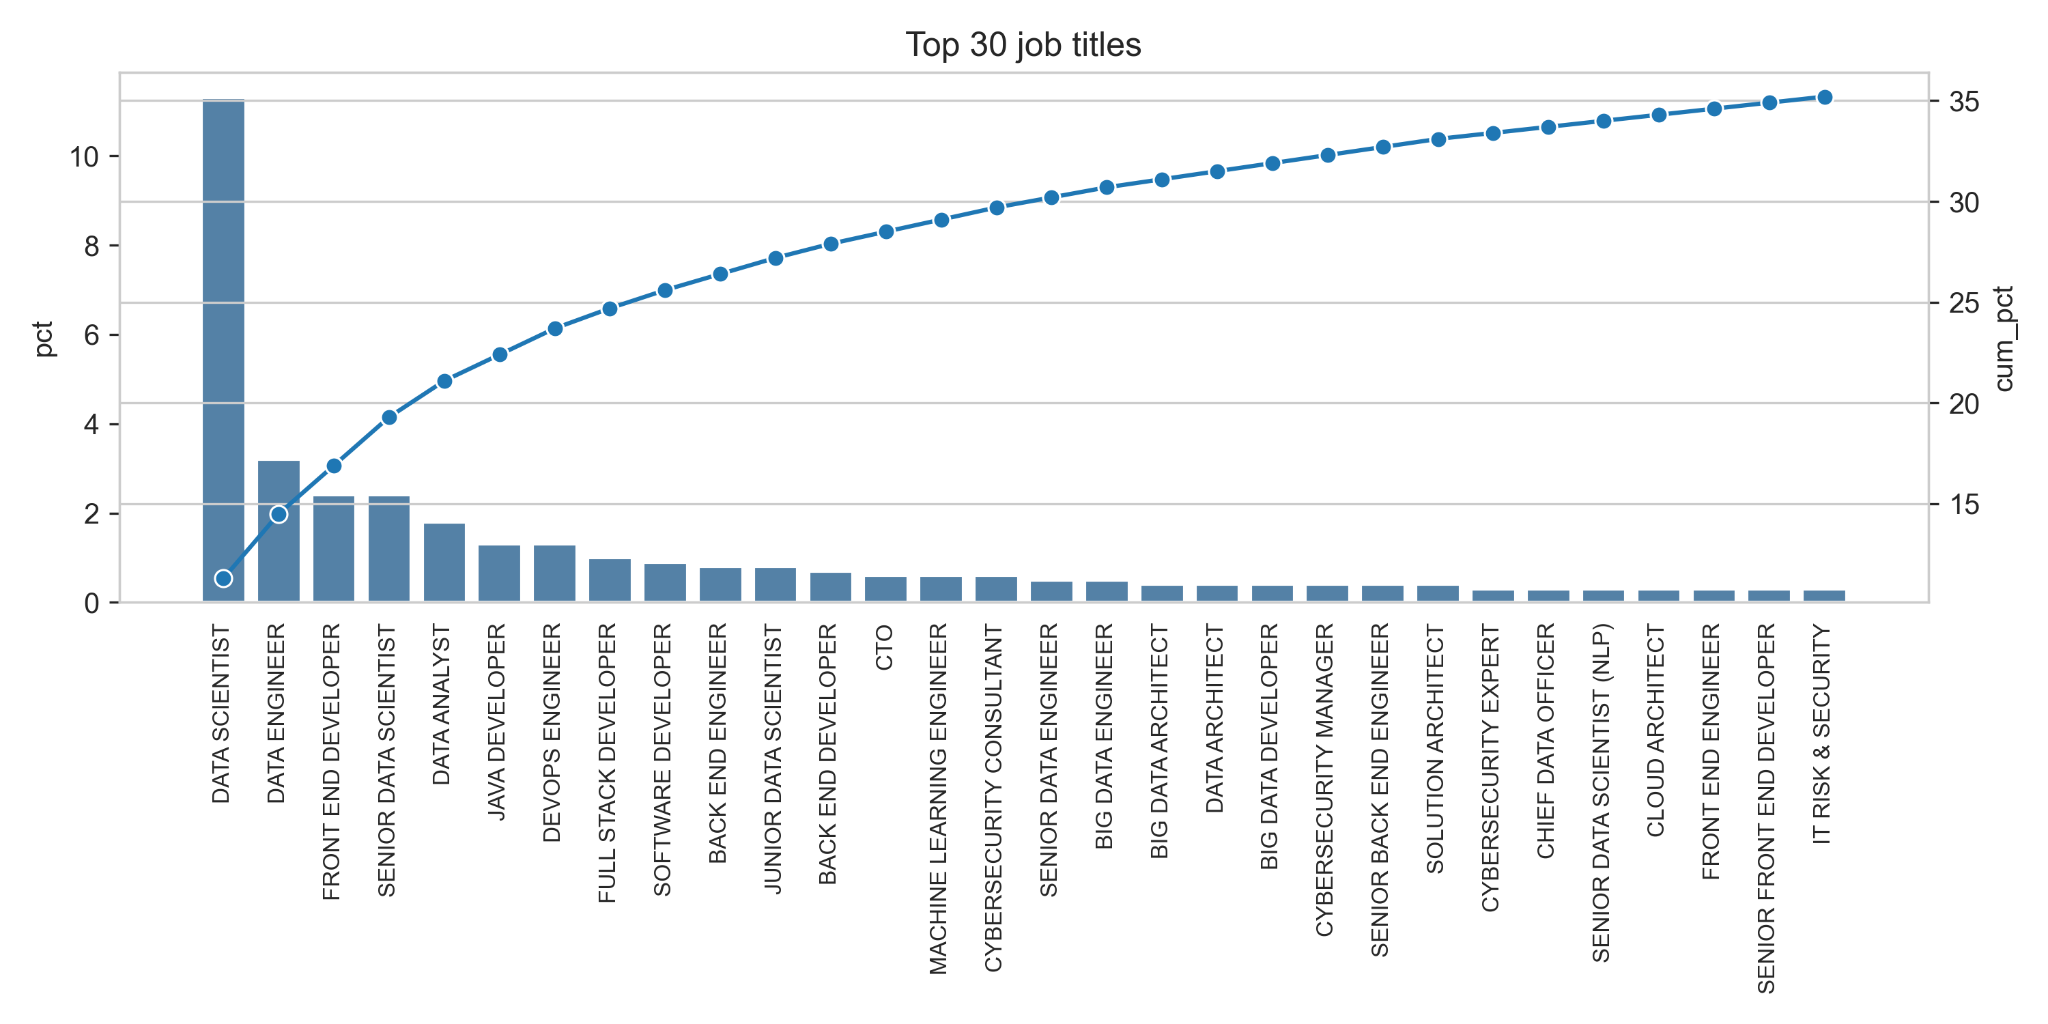 Top 30 job titles
pct
10
8
6
4
2
0
35
30
25
20
15
cum_pct
DATA SCIENTIST
DATA ENGINEER
FRONT END DEVELOPER
SENIOR DATA SCIENTIST
DATA ANALYST
JAVA DEVELOPER
DEVOPS ENGINEER
FULL STACK DEVELOPER
SOFTWARE DEVELOPER
BACK END ENGINEER
JUNIOR DATA SCIENTIST
BACK END DEVELOPER
CTO
MACHINE LEARNING ENGINEER
CYBERSECURITY CONSULTANT
SENIOR DATA ENGINEER
BIG DATA ENGINEER
BIG DATA ARCHITECT
DATA ARCHITECT
BIG DATA DEVELOPER
CYBERSECURITY MANAGER
SENIOR BACK END ENGINEER
SOLUTION ARCHITECT
CYBERSECURITY EXPERT
CHIEF DATA OFFICER
SENIOR DATA SCIENTIST (NLP)
CLOUD ARCHITECT
FRONT END ENGINEER
SENIOR FRONT END DEVELOPER
IT RISK & SECURITY